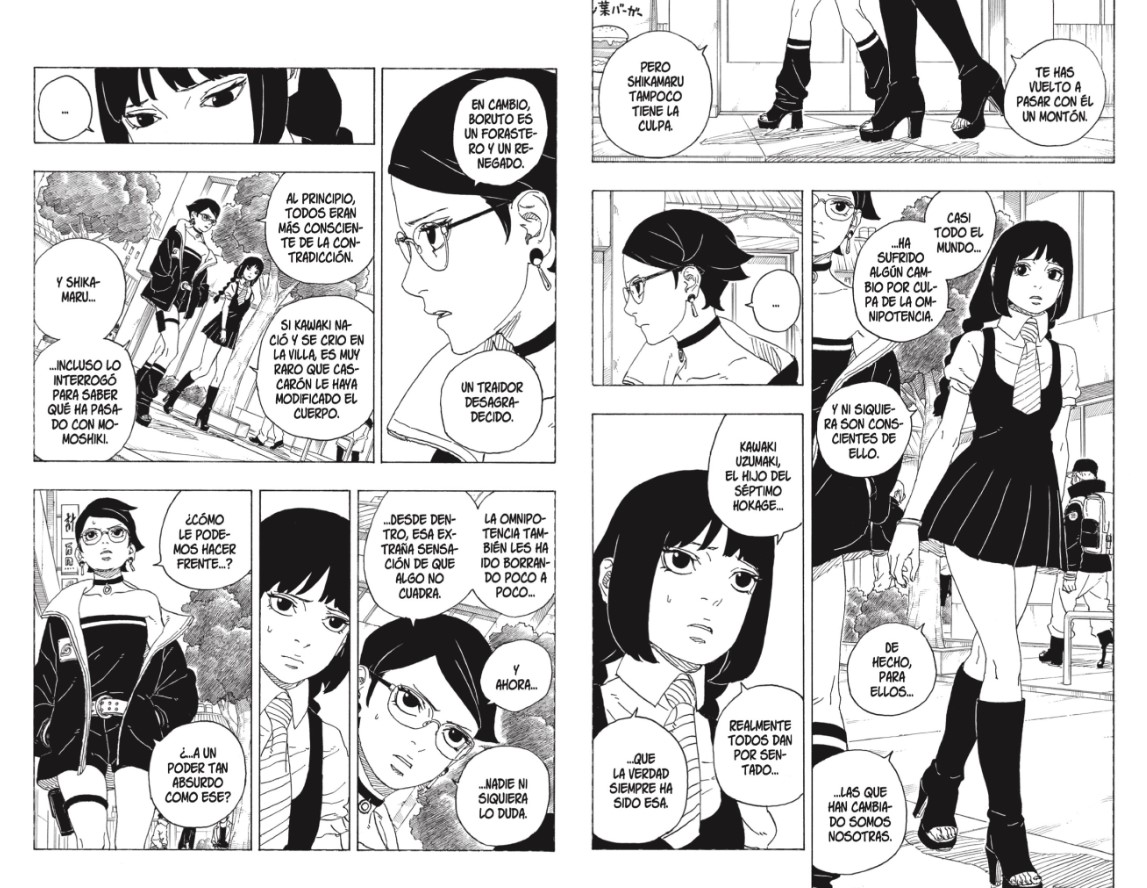 ノ葉バーガー
TE HAS
VUELTO A
PASAR CON ÉL
UN MONTÓN.
PERO
SHIKAMARU
TAMPOCO
TIENE LA
CULPA.
CASI
TODO EL
MUNDO...
...HA
SUFRIDO
ALGÚN CAM-
BIO POR CUL-
PA DE LA OM-
NIPOTENCIA.
Y NI SIQUIE-
RA SON CONS-
CIENTES DE
ELLO.
DE
HECHO,
PARA
ELLOS...
...LAS QUE
HAN CAMBIA-
DO SOMOS
NOSOTRAS.
...
KAWAKI
UZUMAKI,
EL HIJO DEL
SÉPTIMO
HOKAGE...
REALMENTE
TODOS DAN
POR SEN-
TADO...
...QUE
LA VERDAD
SIEMPRE HA
SIDO ESA.
EN CAMBIO,
BORUTO ES
UN FORASTE-
RO Y UN RE-
NEGADO.
UN TRAIDOR
DESAGRA-
DECIDO.
...
AL PRINCIPIO,
TODOS ERAN
MÁS CONSCIEN-
TE DE LA CON-
TRADICCIÓN.
SI KAWAKI NA-
CIÓ Y SE CRIO EN
LA VILLA, ES MUY
RARO QUE CAS-
CARÓN LE HAYA
MODIFICADO EL
CUERPO.
Y SHIKA-
MARU...
...INCLUSO LO
INTERROGÓ
PARA SABER
QUÉ HA PASA-
DO CON MO-
MOSHIKI.
LA OMNIPO-
TENCIA TAM-
BIÉN LES HA
IDO BORRAN-
DO POCO A
POCO...
...DESDE DEN-
TRO, ESA EX-
TRAÑA SENSA-
CIÓN DE QUE
ALGO NO
CUADRA.
Y
AHORA...
...NADIE NI
SIQUIERA
LO DUDA.
¿CÓMO
LE PODE-
MOS HACER
FRENTE...?
¿...A UN
PODER TAN
ABSURDO
COMO ESE?